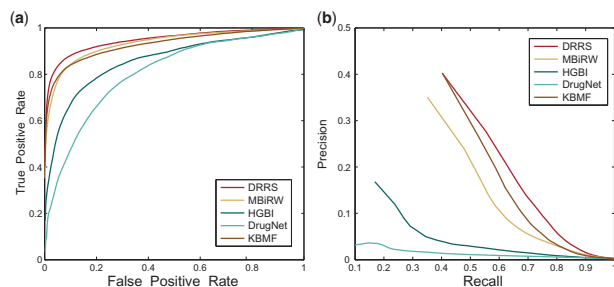 (a)
True Positive Rate
1
0.8
0.6
0.4
0.2
0
0 0.2 0.4 0.6 0.8 1
False Positive Rate
DRRS
MBiRW
HGBI
DrugNet
KBMF
(b)
Precision
0.5
0.4
0.3
0.2
0.1
0
0.1 0.2 0.3 0.4 0.5 0.6 0.7 0.8 0.9 1
Recall
DRRS
MBiRW
HGBI
DrugNet
KBMF